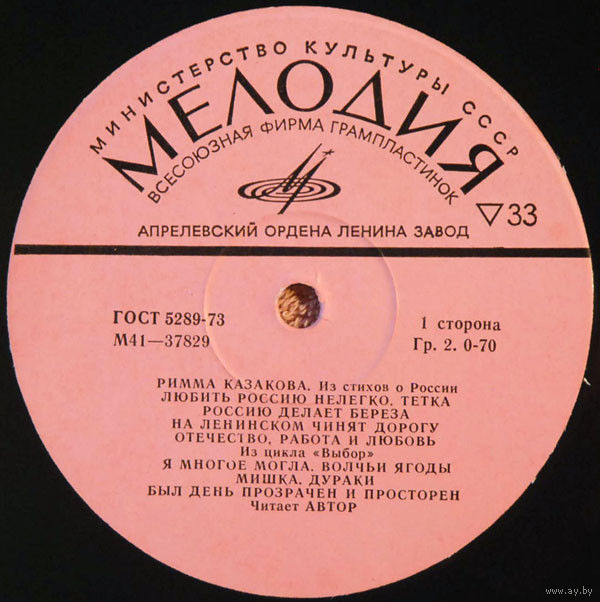 МИНИСТЕРСТВО КУЛЬТУРЫ СССР
МЕЛОДИЯ
ВСЕСОЮЗНАЯ ФИРМА ГРАМПЛАСТИНОК
33
АПРЕЛЕВСКИЙ ОРДЕНА ЛЕНИНА ЗАВОД
ГОСТ 5289-73
М41—37829
1 сторона
Гр. 2. 0-70
РИММА КАЗАКОВА. Из стихов о России
ЛЮБИТЬ РОССИЮ НЕЛЕГКО, ТЕТКА
РОССИЮ ДЕЛАЕТ БЕРЕЗА
НА ЛЕНИНСКОМ ЧИНЯТ ДОРОГУ
ОТЕЧЕСТВО, РАБОТА И ЛЮБОВЬ
Из цикла «Выбор»
Я МНОГОЕ МОГЛА. ВОЛЧЬИ ЯГОДЫ
МИШКА. ДУРАКИ
БЫЛ ДЕНЬ ПРОЗРАЧЕН И ПРОСТОРЕН
Читает АВТОР
www.ay.by